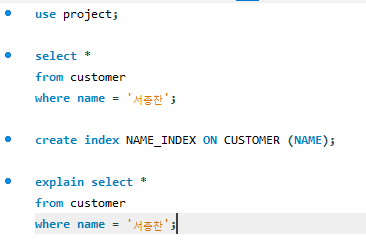 use project;
select *
from customer
where name = '서종찬';
create index NAME_INDEX ON CUSTOMER (NAME);
explain select *
from customer
where name = '서종찬';